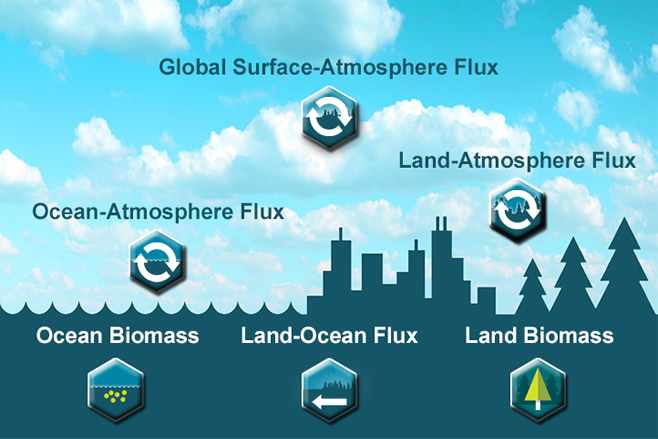 Global Surface-Atmosphere Flux
Land-Atmosphere Flux
Ocean-Atmosphere Flux
Ocean Biomass
Land-Ocean Flux
Land Biomass